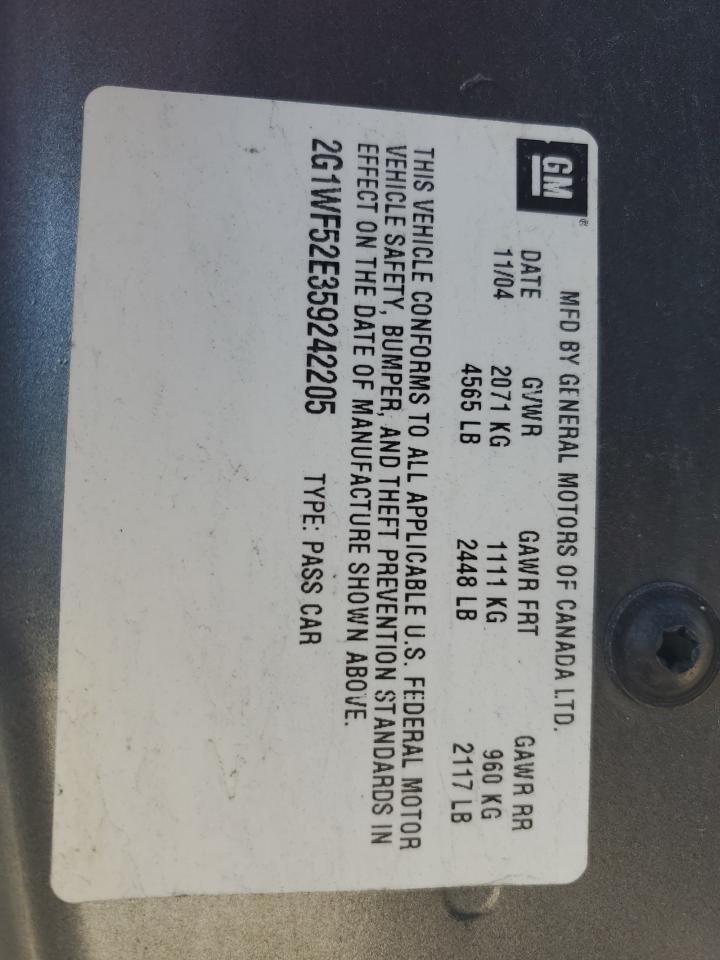 GM ®
MFD BY GENERAL MOTORS OF CANADA LTD.
DATE GVWR GAWR FRT GAWR RR
11/04 2071 KG 1111 KG 960 KG
4565 LB 2448 LB 2117 LB
THIS VEHICLE CONFORMS TO ALL APPLICABLE U.S. FEDERAL MOTOR
VEHICLE SAFETY, BUMPER, AND THEFT PREVENTION STANDARDS IN
EFFECT ON THE DATE OF MANUFACTURE SHOWN ABOVE.
2G1WF52E359242205 TYPE: PASS CAR